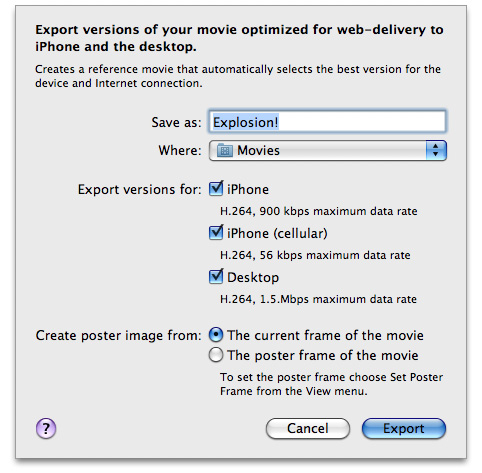 Export versions of your movie optimized for web-delivery to
iPhone and the desktop.
Creates a reference movie that automatically selects the best version for the
device and Internet connection.
Save as: Explosion!
Where: Movies
Export versions for: iPhone
H.264, 900 kbps maximum data rate
iPhone (cellular)
H.264, 56 kbps maximum data rate
Desktop
H.264, 1.5.Mbps maximum data rate
Create poster image from: The current frame of the movie
The poster frame of the movie
To set the poster frame choose Set Poster
Frame from the View menu.
? Cancel Export